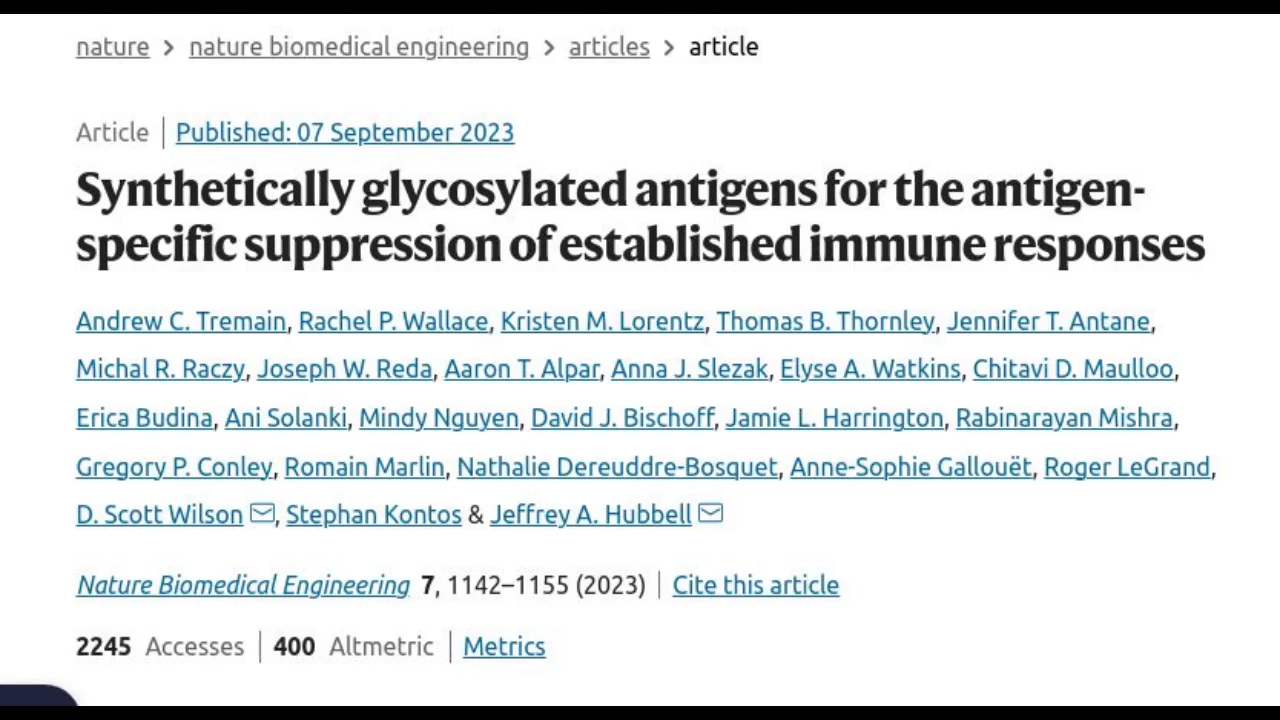 nature > nature biomedical engineering > articles > article
Article | Published: 07 September 2023
Synthetically glycosylated antigens for the antigen-
specific suppression of established immune responses
Andrew C. Tremain, Rachel P. Wallace, Kristen M. Lorentz, Thomas B. Thornley, Jennifer T. Antane,
Michal R. Raczy, Joseph W. Reda, Aaron T. Alpar, Anna J. Slezak, Elyse A. Watkins, Chitavi D. Maulloo,
Erica Budina, Ani Solanki, Mindy Nguyen, David J. Bischoff, Jamie L. Harrington, Rabinarayan Mishra,
Gregory P. Conley, Romain Marlin, Nathalie Dereuddre-Bosquet, Anne-Sophie Gallouët, Roger LeGrand,
D. Scott Wilson, Stephan Kontos & Jeffrey A. Hubbell
Nature Biomedical Engineering 7, 1142–1155 (2023) | Cite this article
2245 Accesses | 400 Altmetric | Metrics